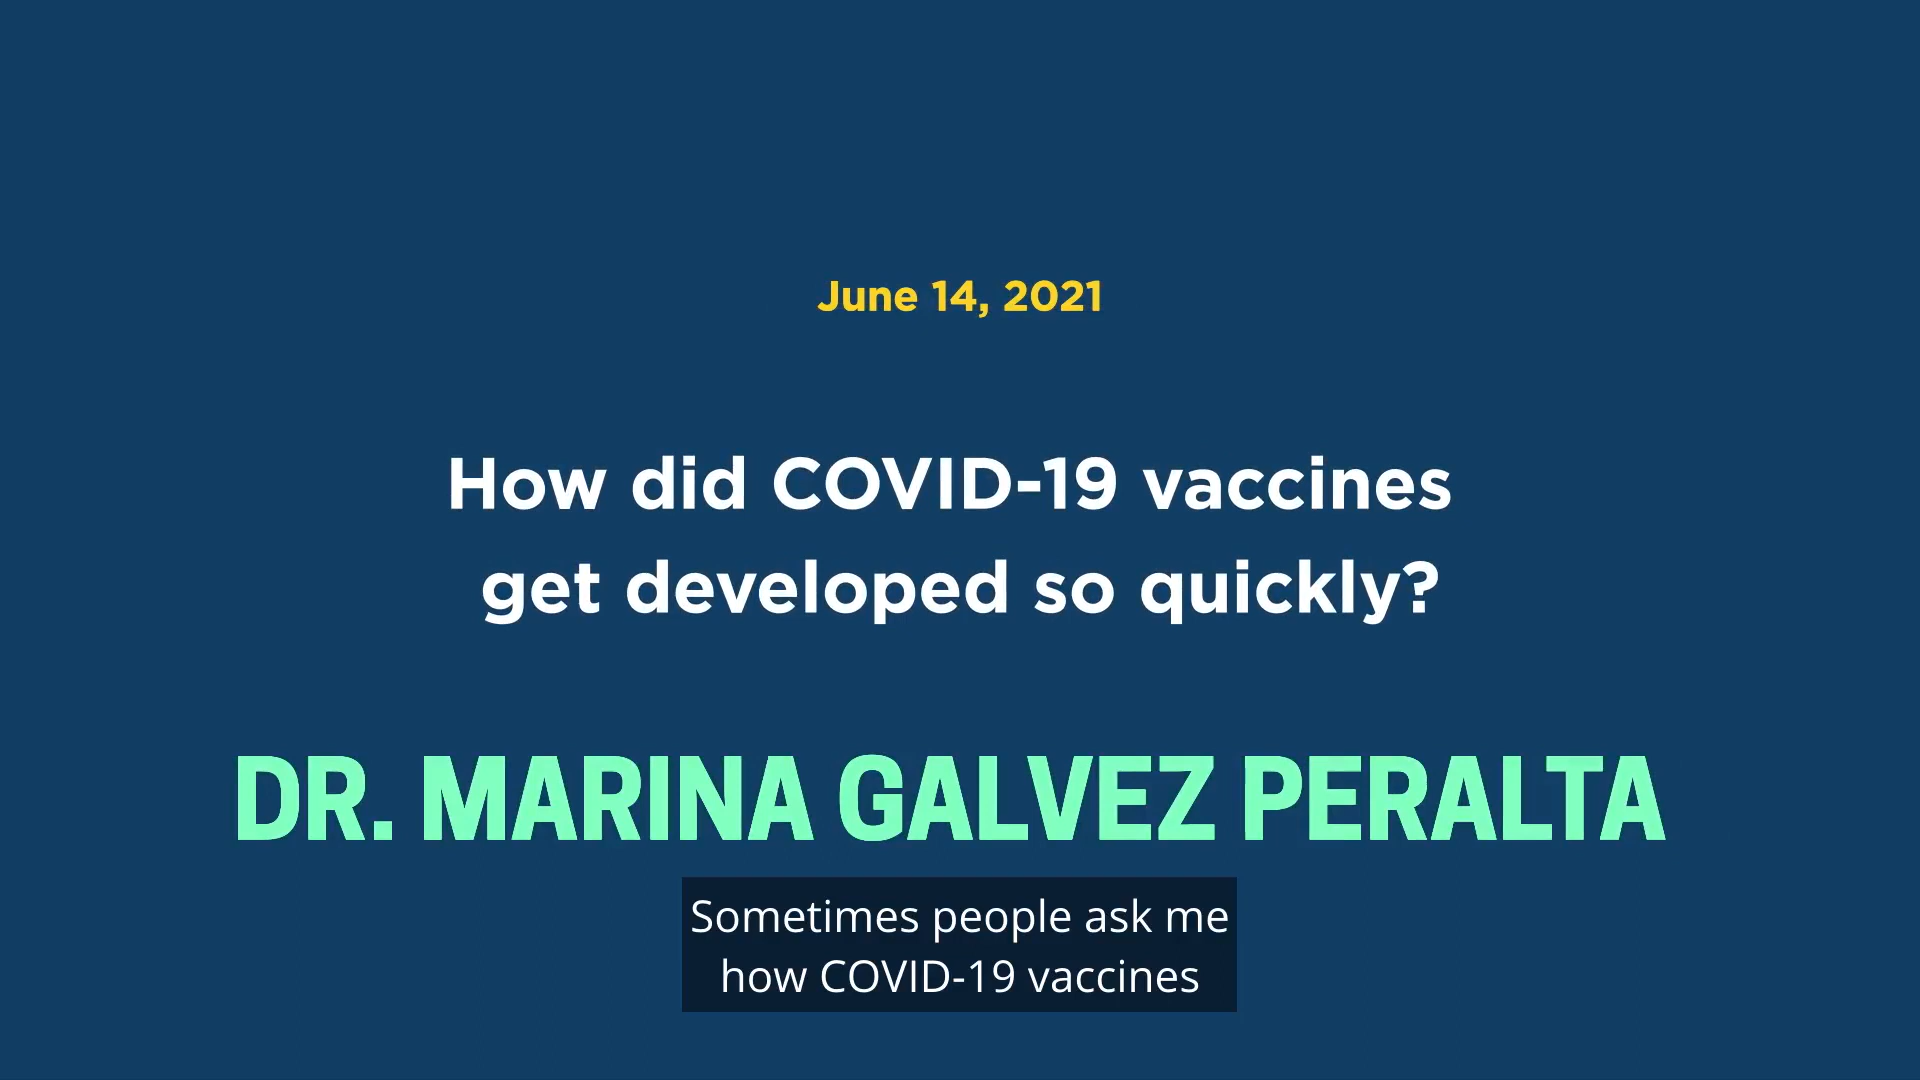 June 14, 2021
How did COVID-19 vaccines
get developed so quickly?
DR. MARINA GALVEZ PERALTA
Sometimes people ask me
how COVID-19 vaccines